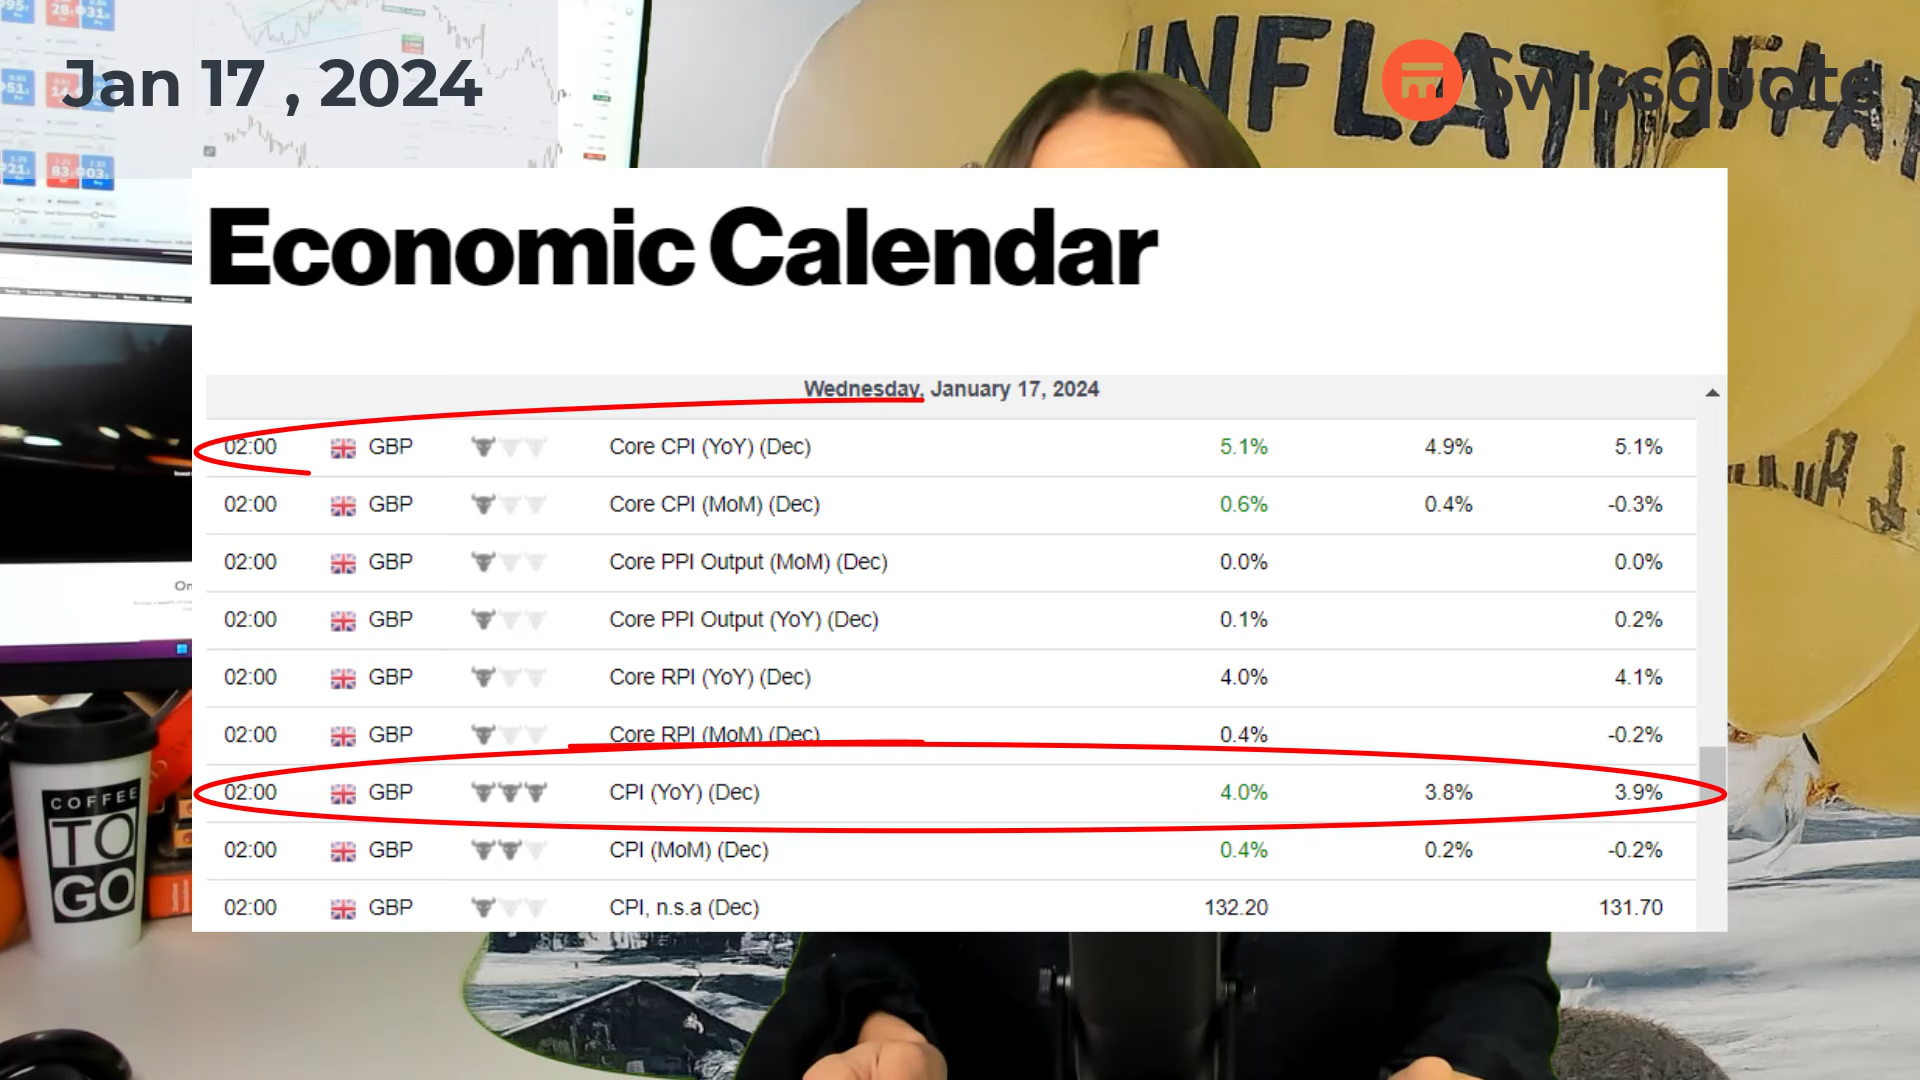 Jan 17 , 2024
Swissquote
INFLATION
Economic Calendar
Wednesday, January 17, 2024
02:00 GBP Core CPI (YoY) (Dec) 5.1% 4.9% 5.1%
02:00 GBP Core CPI (MoM) (Dec) 0.6% 0.4% -0.3%
02:00 GBP Core PPI Output (MoM) (Dec) 0.0% 0.0%
02:00 GBP Core PPI Output (YoY) (Dec) 0.1% 0.2%
02:00 GBP Core RPI (YoY) (Dec) 4.0% 4.1%
02:00 GBP Core RPI (MoM) (Dec) 0.4% -0.2%
02:00 GBP CPI (YoY) (Dec) 4.0% 3.8% 3.9%
02:00 GBP CPI (MoM) (Dec) 0.4% 0.2% -0.2%
02:00 GBP CPI, n.s.a (Dec) 132.20 131.70
COFFEE
TO
GO